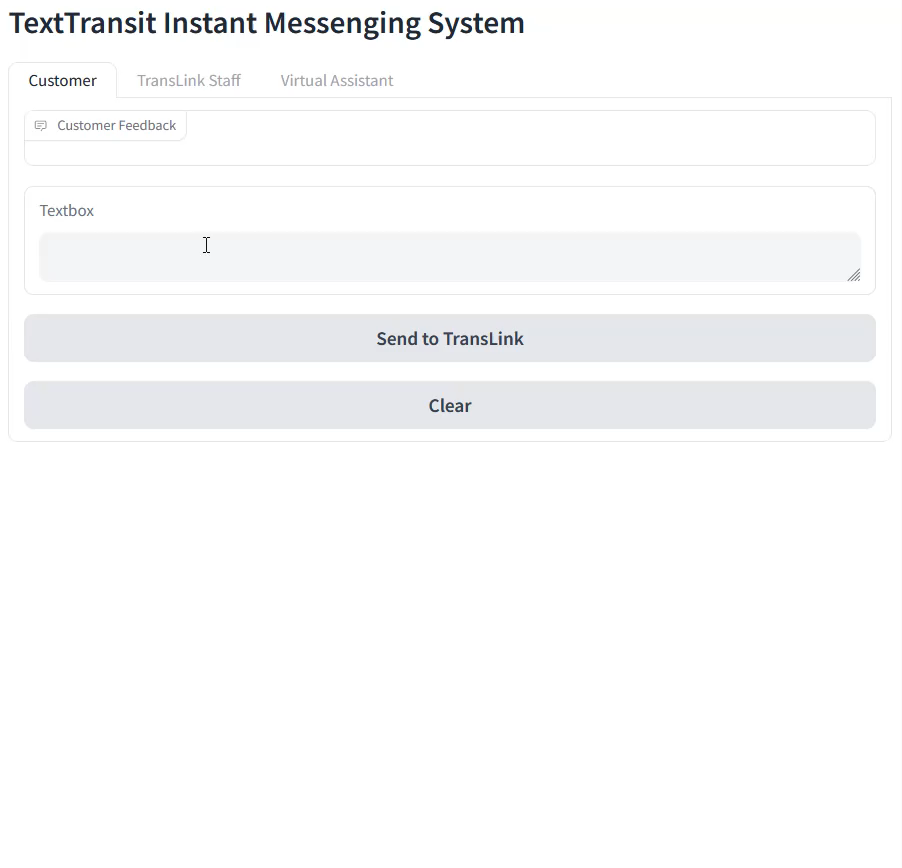 TextTransit Instant Messenging System
Customer TransLink Staff Virtual Assistant
Customer Feedback
Textbox
Send to TransLink
Clear